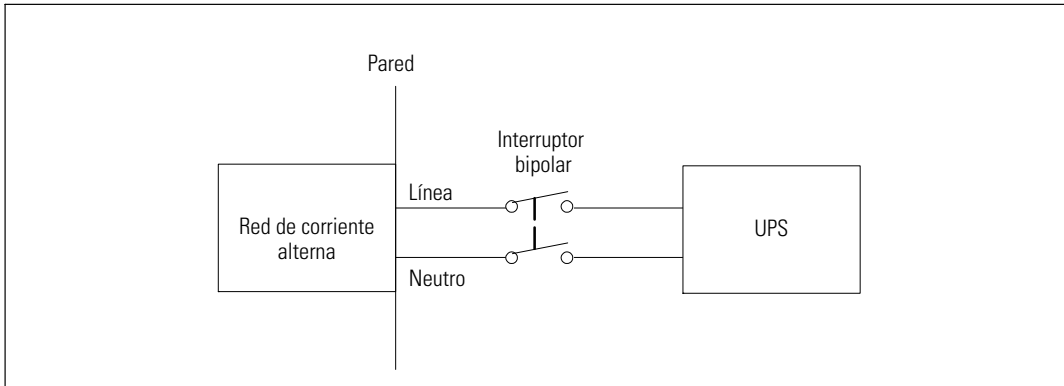 Pared
Interruptor
bipolar
Línea
Red de corriente
alterna
UPS
Neutro